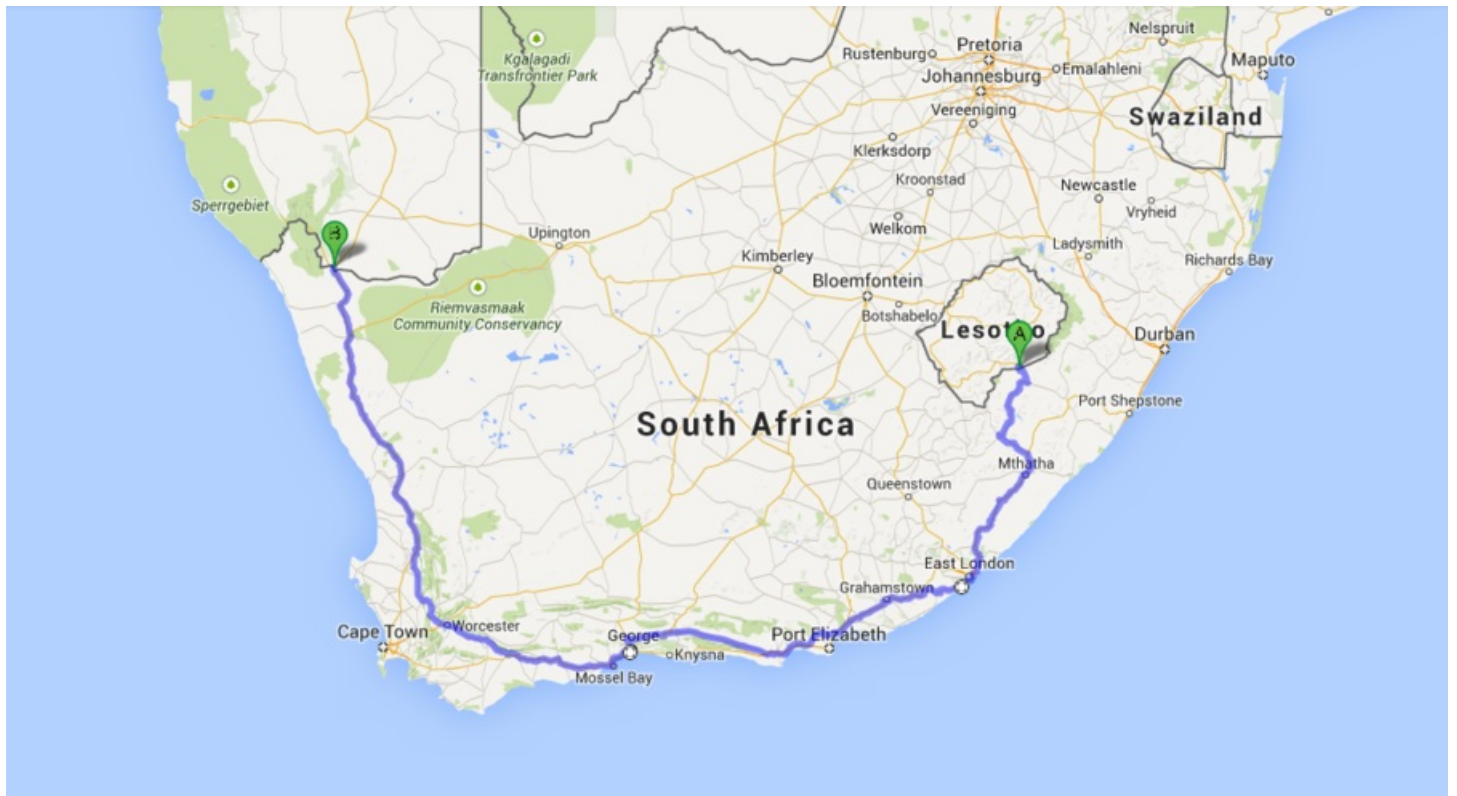 Nelspruit
Kgalagadi
Transfrontier Park
Rustenburg
Pretoria
Maputo
Johannesburg
Emalahleni
Vereeniging
Swaziland
Klerksdorp
Kroonstad
Newcastle
Sperrgebiet
Vryheid
Welkom
B
Upington
Ladysmith
Kimberley
Richards Bay
Bloemfontein
Riemvasmaak
Community Conservancy
Botshabelo
Lesotho
A
Durban
Port Shepstone
South Africa
Mthatha
Queenstown
East London
Grahamstown
Worcester
Cape Town
George
Port Elizabeth
Knysna
Mossel Bay